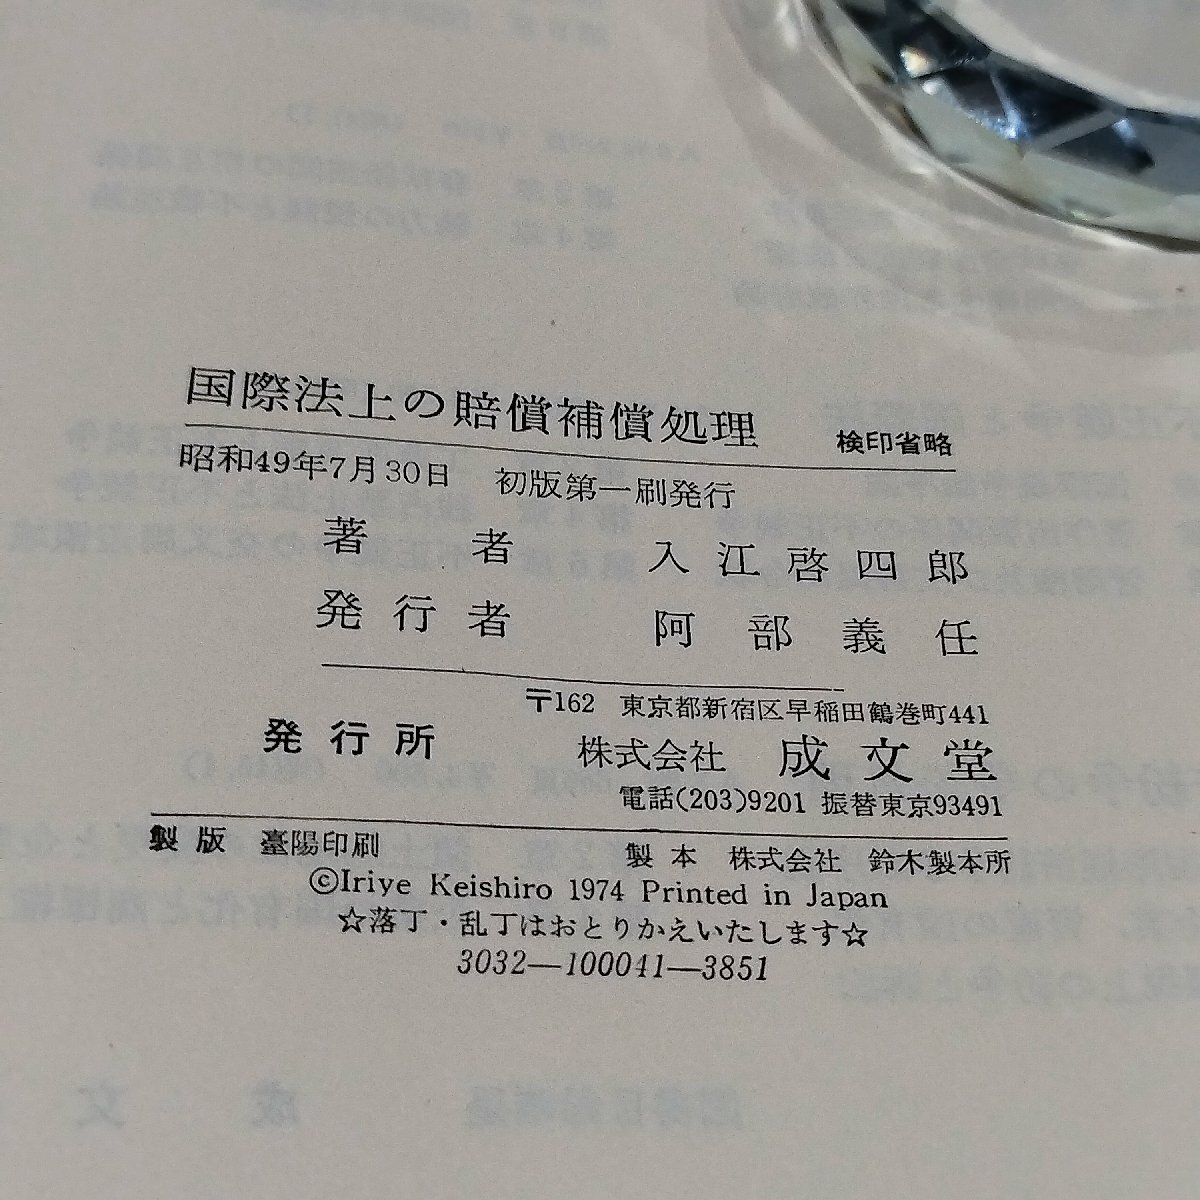 国際法上の賠償補償処理 検印省略
昭和49年7月30日 初版第一刷発行
著者 入江啓四郎
発行者 阿部義任
〒162 東京都新宿区早稲田鶴巻町441
発行所 株式会社 成文堂
電話(203)9201 振替東京93491
製版 臺陽印刷 製本 株式会社 鈴木製本所
©Iriye Keishiro 1974 Printed in Japan
☆落丁・乱丁はおとりかえいたします☆
3032—100041—3851